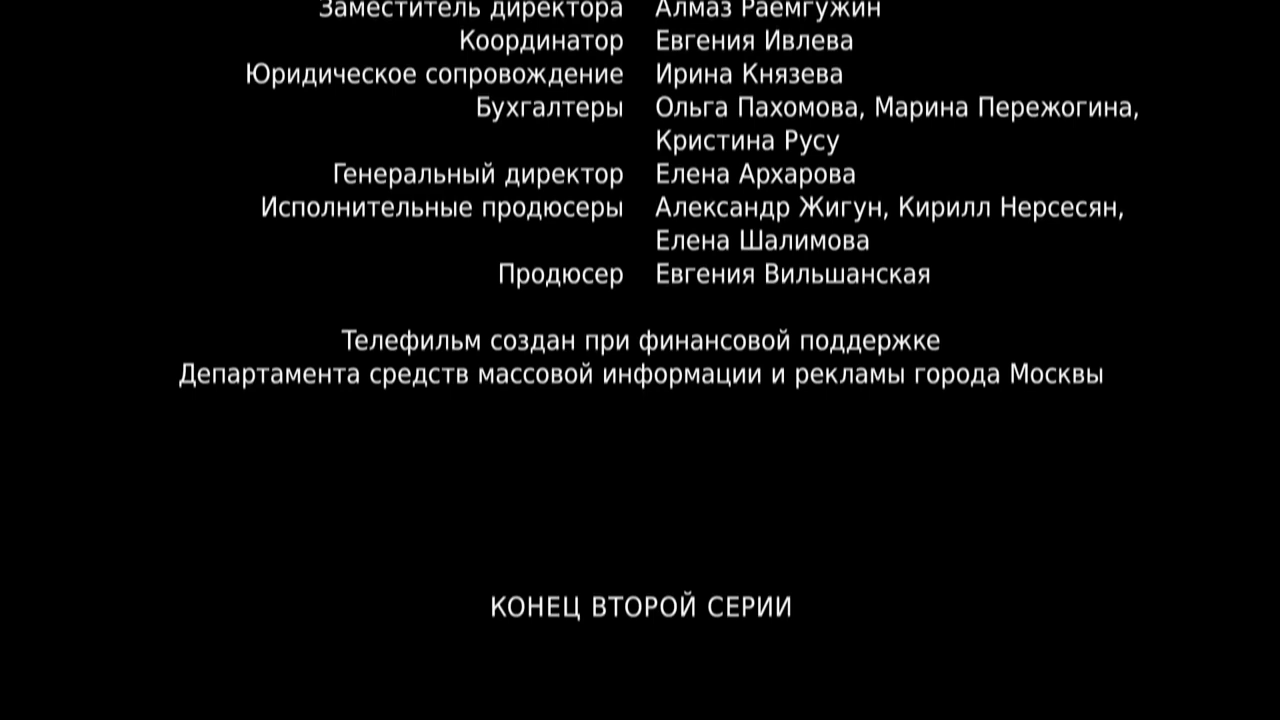 Заместитель директора Алмаз Раемгужин
Координатор Евгения Ивлева
Юридическое сопровождение Ирина Князева
Бухгалтеры Ольга Пахомова, Марина Пережогина,
Кристина Русу
Генеральный директор Елена Архарова
Исполнительные продюсеры Александр Жигун, Кирилл Нерсесян,
Елена Шалимова
Продюсер Евгения Вильшанская
Телефильм создан при финансовой поддержке
Департамента средств массовой информации и рекламы города Москвы
КОНЕЦ ВТОРОЙ СЕРИИ